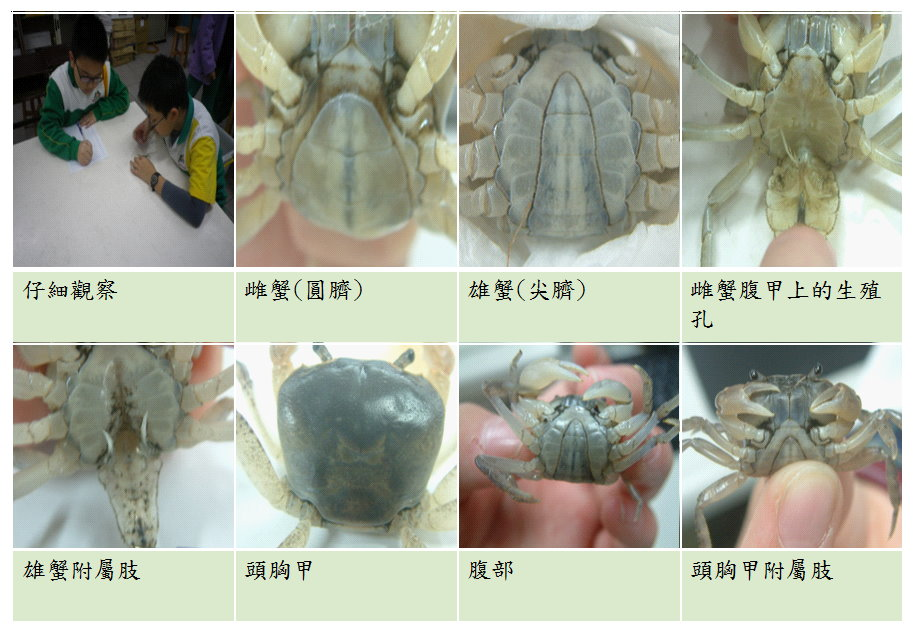 仔細觀察
雌蟹(圓臍)
雄蟹(尖臍)
雌蟹腹甲上的生殖
孔
雄蟹附屬肢
頭胸甲
腹部
頭胸甲附屬肢